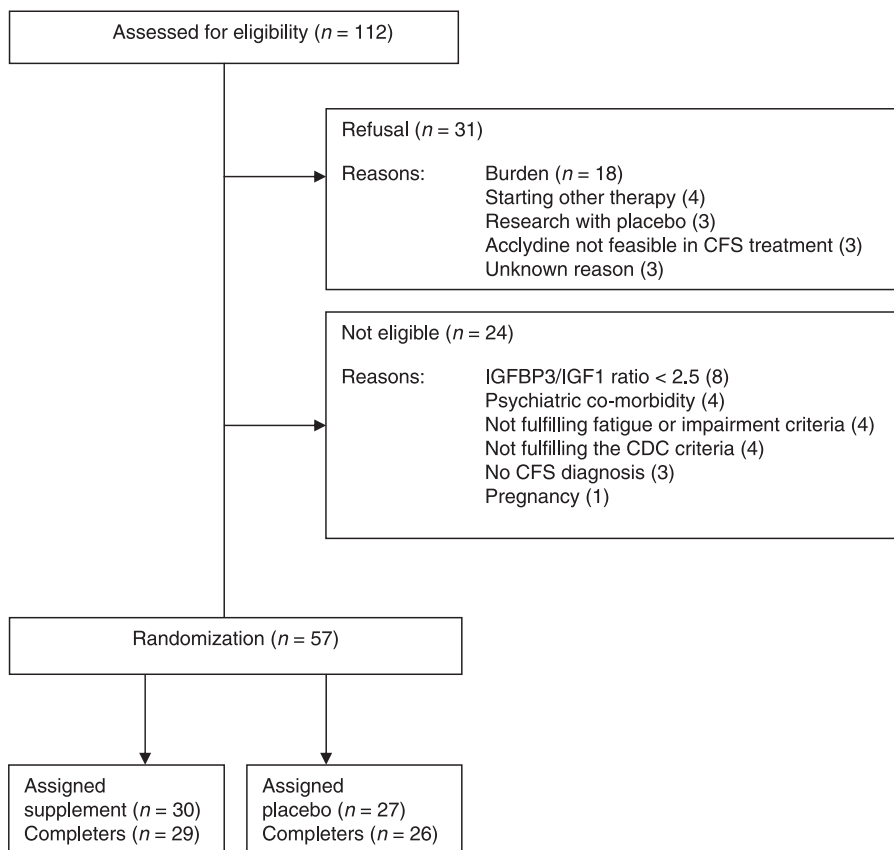 Assessed for eligibility (n = 112)
Refusal (n = 31)
Reasons: Burden (n = 18)
Starting other therapy (4)
Research with placebo (3)
Acclydine not feasible in CFS treatment (3)
Unknown reason (3)
Not eligible (n = 24)
Reasons: IGFBP3/IGF1 ratio < 2.5 (8)
Psychiatric co-morbidity (4)
Not fulfilling fatigue or impairment criteria (4)
Not fulfilling the CDC criteria (4)
No CFS diagnosis (3)
Pregnancy (1)
Randomization (n = 57)
Assigned
supplement (n = 30)
Completers (n = 29)
Assigned
placebo (n = 27)
Completers (n = 26)